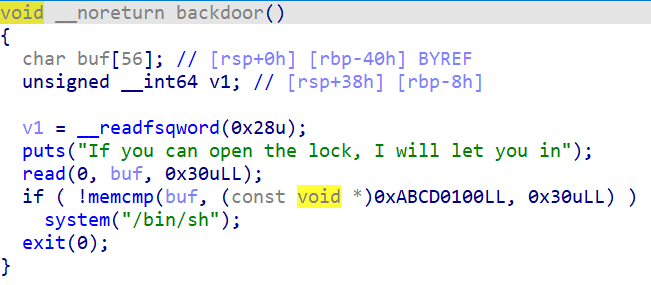 void __noreturn backdoor()
{
  char buf[56]; // [rsp+0h] [rbp-40h] BYREF
  unsigned __int64 v1; // [rsp+38h] [rbp-8h]

  v1 = __readfsqword(0x28u);
  puts("If you can open the lock, I will let you in");
  read(0, buf, 0x30uLL);
  if ( !memcmp(buf, (const void *)0xABCD0100LL, 0x30uLL) )
    system("/bin/sh");
  exit(0);
}